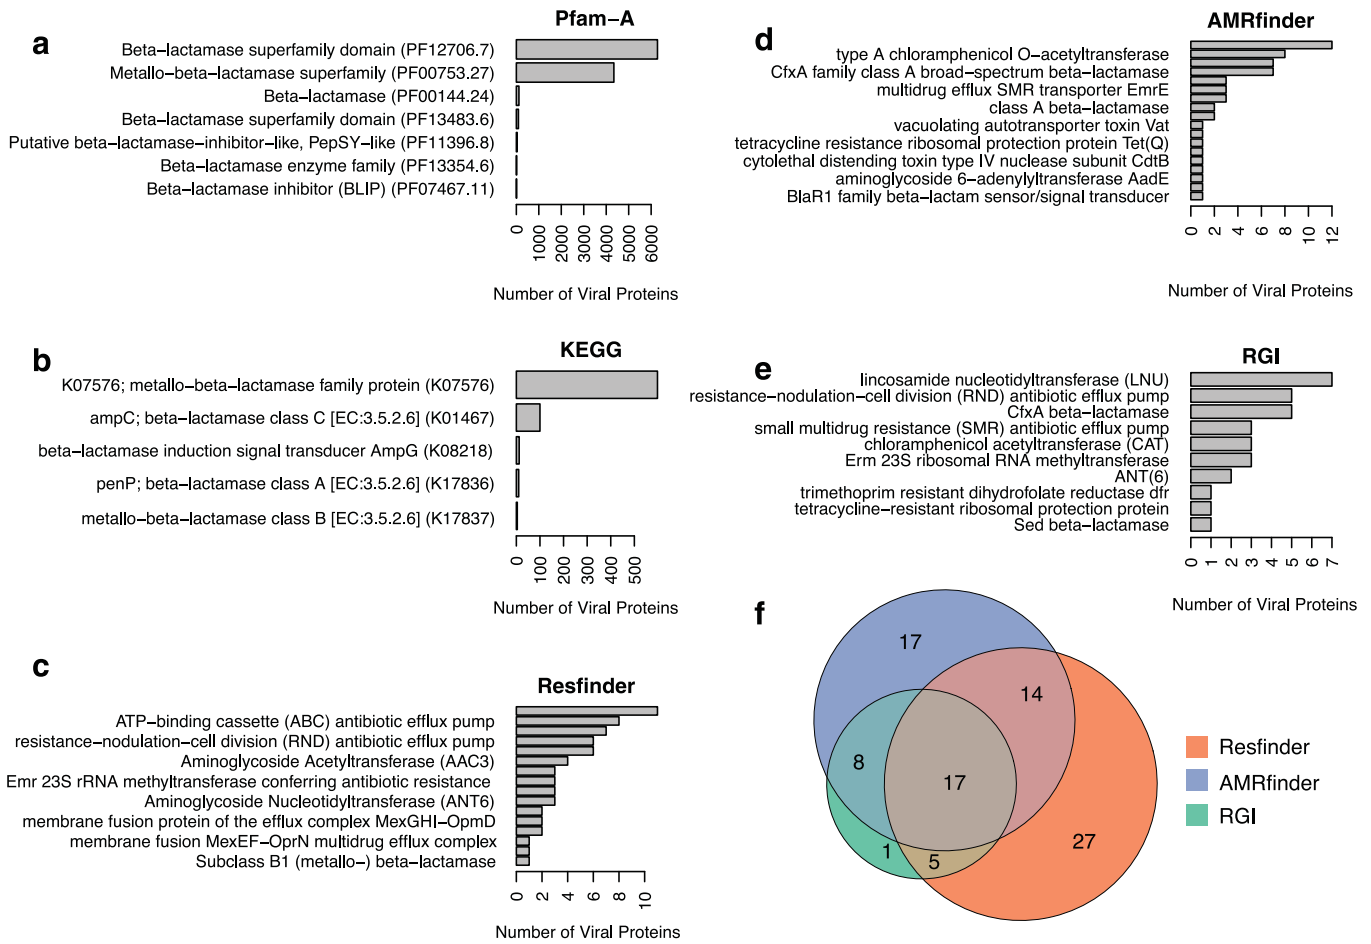 a
Pfam−A
Beta−lactamase superfamily domain (PF12706.7)
Metallo−beta−lactamase superfamily (PF00753.27)
Beta−lactamase (PF00144.24)
Beta−lactamase superfamily domain (PF13483.6)
Putative beta−lactamase−inhibitor−like, PepSY−like (PF11396.8)
Beta−lactamase enzyme family (PF13354.6)
Beta−lactamase inhibitor (BLIP) (PF07467.11)
0 1000 2000 3000 4000 5000 6000
Number of Viral Proteins
b
KEGG
K07576; metallo−beta−lactamase family protein (K07576)
ampC; beta−lactamase class C [EC:3.5.2.6] (K01467)
beta−lactamase induction signal transducer AmpG (K08218)
penP; beta−lactamase class A [EC:3.5.2.6] (K17836)
metallo−beta−lactamase class B [EC:3.5.2.6] (K17837)
0 100 200 300 400 500
Number of Viral Proteins
c
Resfinder
ATP−binding cassette (ABC) antibiotic efflux pump
resistance−nodulation−cell division (RND) antibiotic efflux pump
Aminoglycoside Acetyltransferase (AAC3)
Emr 23S rRNA methyltransferase conferring antibiotic resistance
Aminoglycoside Nucleotidyltransferase (ANT6)
membrane fusion protein of the efflux complex MexGHI−OpmD
membrane fusion MexEF−OprN multidrug efflux complex
Subclass B1 (metallo−) beta−lactamase
0 2 4 6 8 10
Number of Viral Proteins
d
AMRfinder
type A chloramphenicol O−acetyltransferase
CfxA family class A broad−spectrum beta−lactamase
multidrug efflux SMR transporter EmrE
class A beta−lactamase
vacuolating autotransporter toxin Vat
tetracycline resistance ribosomal protection protein Tet(Q)
cytolethal distending toxin type IV nuclease subunit CdtB
aminoglycoside 6−adenylyltransferase AadE
BlaR1 family beta−lactam sensor/signal transducer
0 2 4 6 8 10 12
Number of Viral Proteins
e
RGI
lincosamide nucleotidyltransferase (LNU)
resistance−nodulation−cell division (RND) antibiotic efflux pump
CfxA beta−lactamase
small multidrug resistance (SMR) antibiotic efflux pump
chloramphenicol acetyltransferase (CAT)
Erm 23S ribosomal RNA methyltransferase
ANT(6)
trimethoprim resistant dihydrofolate reductase dfr
tetracycline−resistant ribosomal protection protein
Sed beta−lactamase
0 1 2 3 4 5 6 7
Number of Viral Proteins
f
17
14
8
17
1
5
27
Resfinder
AMRfinder
RGI